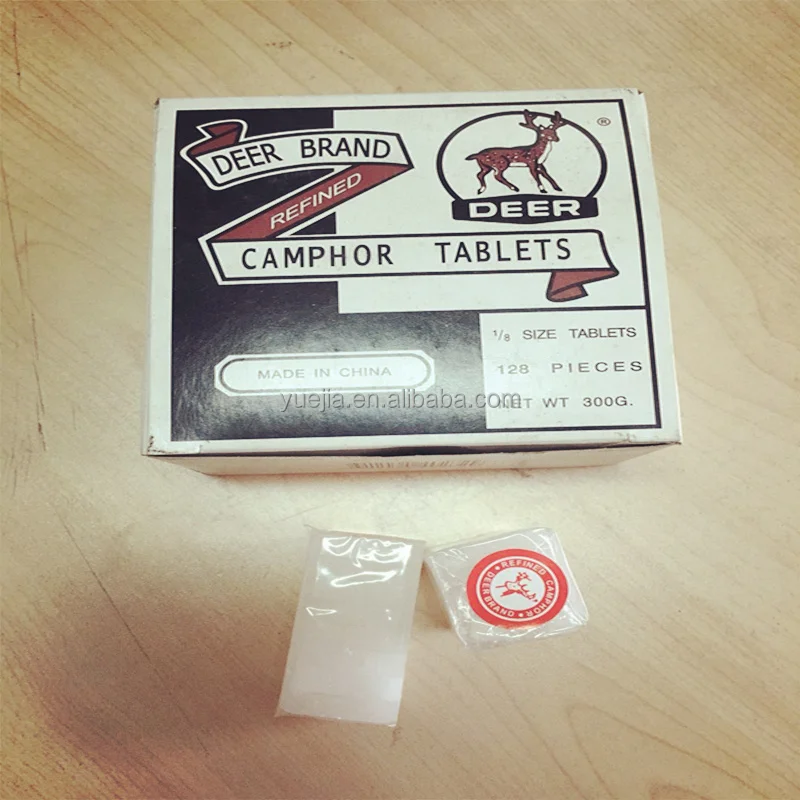 DEER BRAND
REFINED
CAMPHOR TABLETS
®
DEER
1/8 SIZE TABLETS
128 PIECES
NET WT 300G.
MADE IN CHINA
yuejia.en.alibaba.com
REFINED CAMPHOR
DEER BRAND